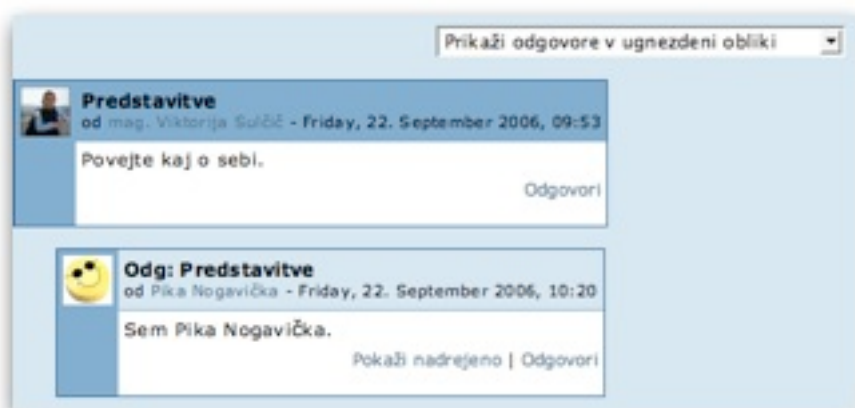 Prikaži odgovore v ugnezdeni obliki
Predstavitve
od mag. Viktorija Sulčič - Friday, 22. September 2006, 09:53
Povejte kaj o sebi.
Odgovori
Odg: Predstavitve
od Pika Nogavička - Friday, 22. September 2006, 10:20
Sem Pika Nogavička.
Pokaži nadrejeno | Odgovori